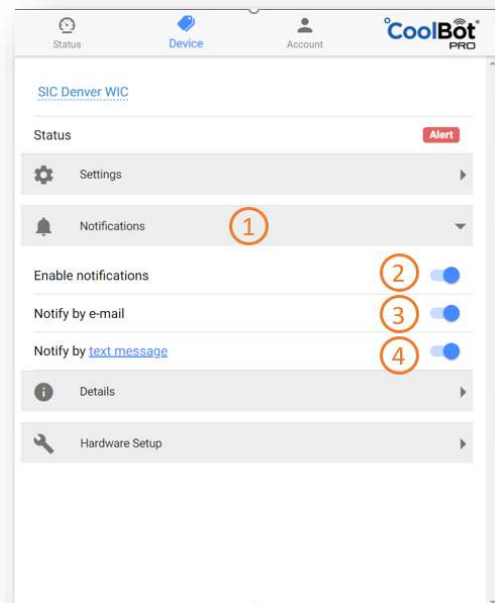 Status
Device
Account
°CoolBot
PRO
SIC Denver WIC
Status
Alert
Settings
Notifications
1
Enable notifications
2
Notify by e-mail
3
Notify by text message
4
Details
Hardware Setup